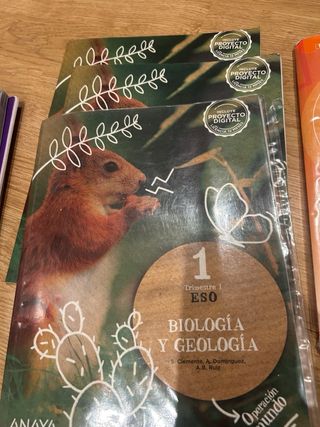 INCLUYE
PROYECTO
DIGITAL
INCLUYE
PROYECTO
DIGITAL
INCLUYE
PROYECTO
DIGITAL
1
Trimestre 1
ESO
BIOLOGÍA
Y GEOLOGÍA
S. Clemente, A. Domínguez,
A.B. Ruiz
Operación
mundo
ANAYA